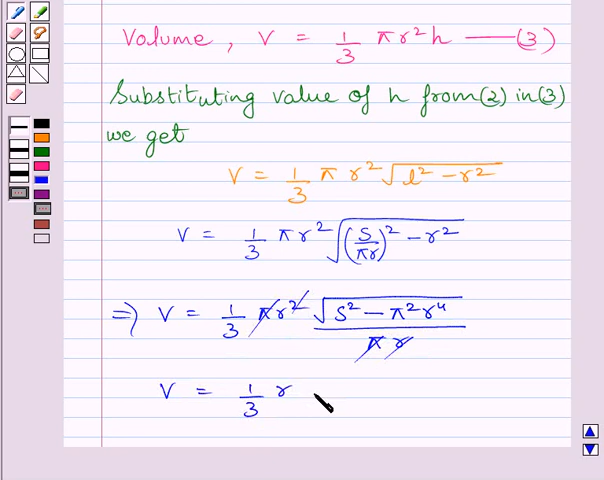 Volume, V = 1/3 πr²h —(3)
Substituting value of h from (2) in (3)
we get
V = 1/3 π r² √(l² - r²)
V = 1/3 πr² √((S/πr)² - r²)
⇒ V = 1/3 πr² √(S² - π²r⁴)/πr
V = 1/3 r